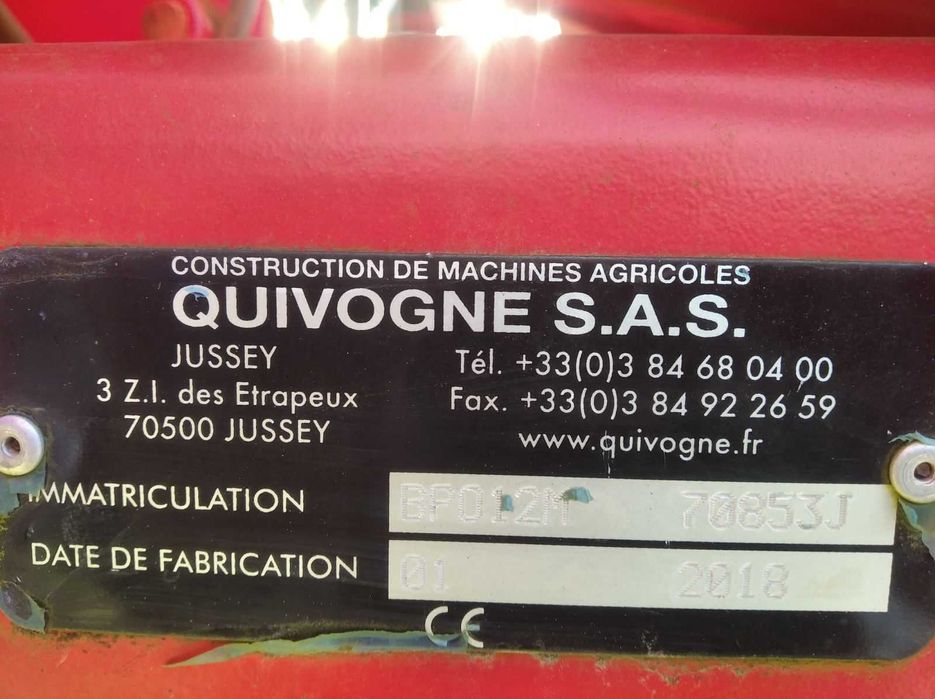 CONSTRUCTION DE MACHINES AGRICOLES
QUIVOGNE S.A.S.
JUSSEY
3 Z.I. des Etrapeux
70500 JUSSEY
Tél. +33(0)3 84 68 04 00
Fax. +33(0)3 84 92 26 59
www.quivogne.fr
IMMATRICULATION 70853J
DATE DE FABRICATION 01 2018
CE